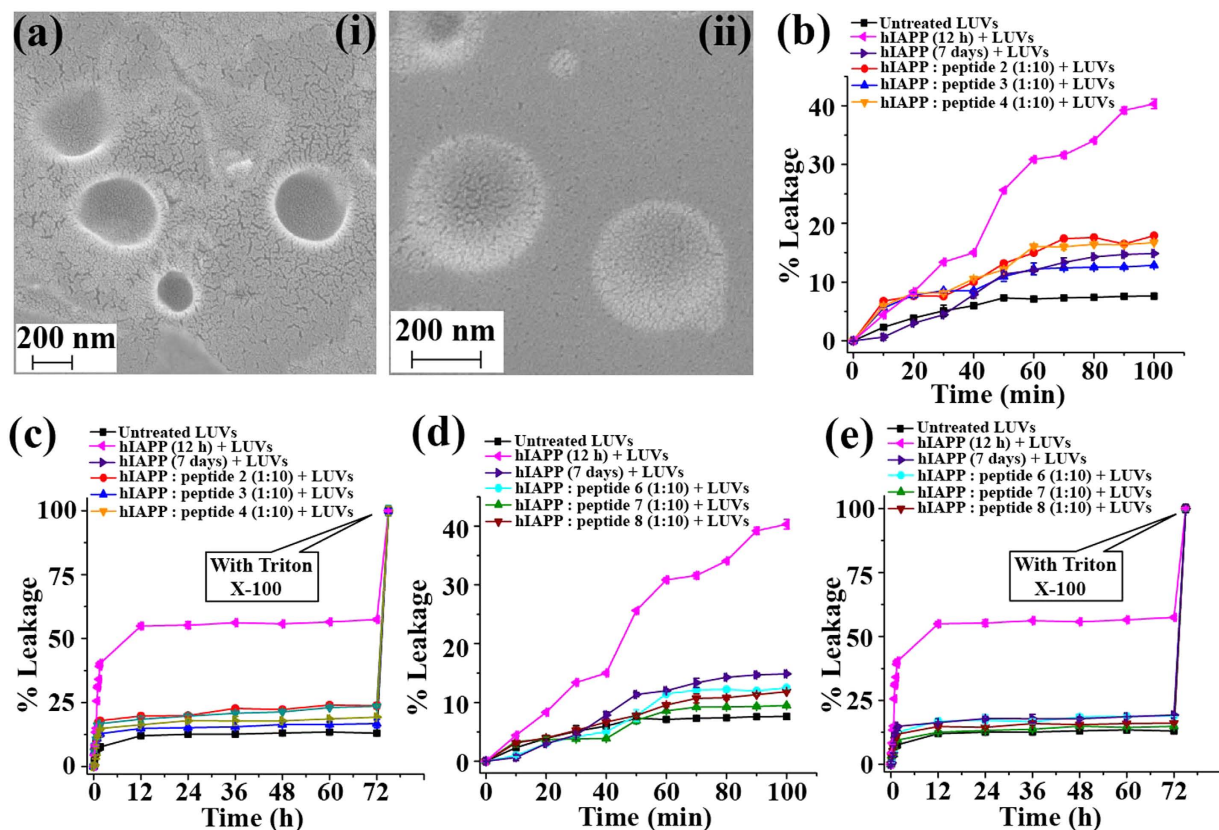 (a)
(i)
200 nm
(ii)
200 nm
(b)
Untreated LUVs
hIAPP (12 h) + LUVs
hIAPP (7 days) + LUVs
hIAPP : peptide 2 (1:10) + LUVs
hIAPP : peptide 3 (1:10) + LUVs
hIAPP : peptide 4 (1:10) + LUVs
% Leakage
40
30
20
10
0
0 20 40 60 80 100
Time (min)
(c)
Untreated LUVs
hIAPP (12 h) + LUVs
hIAPP (7 days) + LUVs
hIAPP : peptide 2 (1:10) + LUVs
hIAPP : peptide 3 (1:10) + LUVs
hIAPP : peptide 4 (1:10) + LUVs
With Triton
X-100
% Leakage
100
75
50
25
0
0 12 24 36 48 60 72
Time (h)
(d)
Untreated LUVs
hIAPP (12 h) + LUVs
hIAPP (7 days) + LUVs
hIAPP : peptide 6 (1:10) + LUVs
hIAPP : peptide 7 (1:10) + LUVs
hIAPP : peptide 8 (1:10) + LUVs
% Leakage
40
30
20
10
0
0 20 40 60 80 100
Time (min)
(e)
Untreated LUVs
hIAPP (12 h) + LUVs
hIAPP (7 days) + LUVs
hIAPP : peptide 6 (1:10) + LUVs
hIAPP : peptide 7 (1:10) + LUVs
hIAPP : peptide 8 (1:10) + LUVs
With Triton
X-100
% Leakage
100
75
50
25
0
0 12 24 36 48 60 72
Time (h)